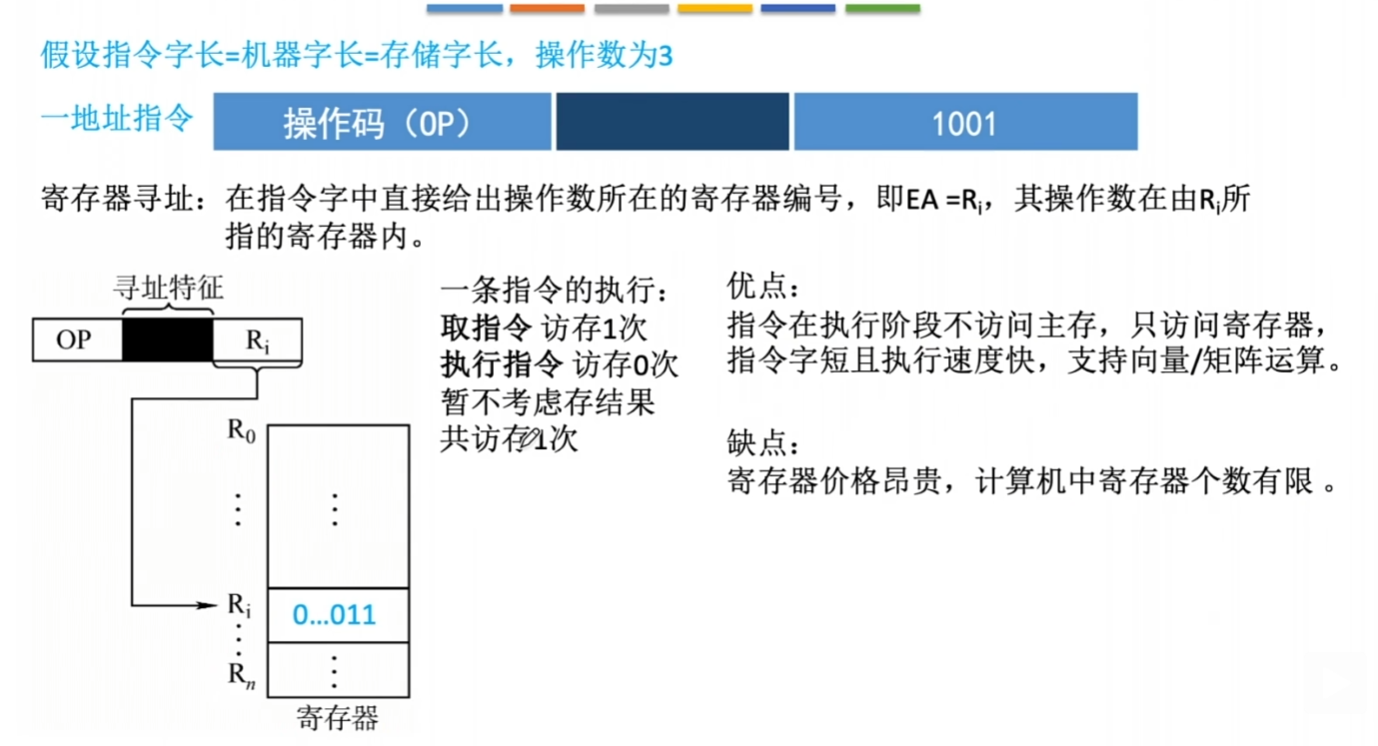 假设指令字长=机器字长=存储字长，操作数为3
一地址指令 操作码（OP） 1001
寄存器寻址：在指令字中直接给出操作数所在的寄存器编号，即EA =Ri，其操作数在由Ri所
指的寄存器内。
寻址特征
OP Ri
R0
⋮ ⋮
Ri 0…011
⋮
Rn ⋮
寄存器
一条指令的执行：
取指令 访存1次
执行指令 访存0次
暂不考虑存结果
共访存1次
优点：
指令在执行阶段不访问主存，只访问寄存器，
指令字短且执行速度快，支持向量/矩阵运算。
缺点：
寄存器价格昂贵，计算机中寄存器个数有限 。